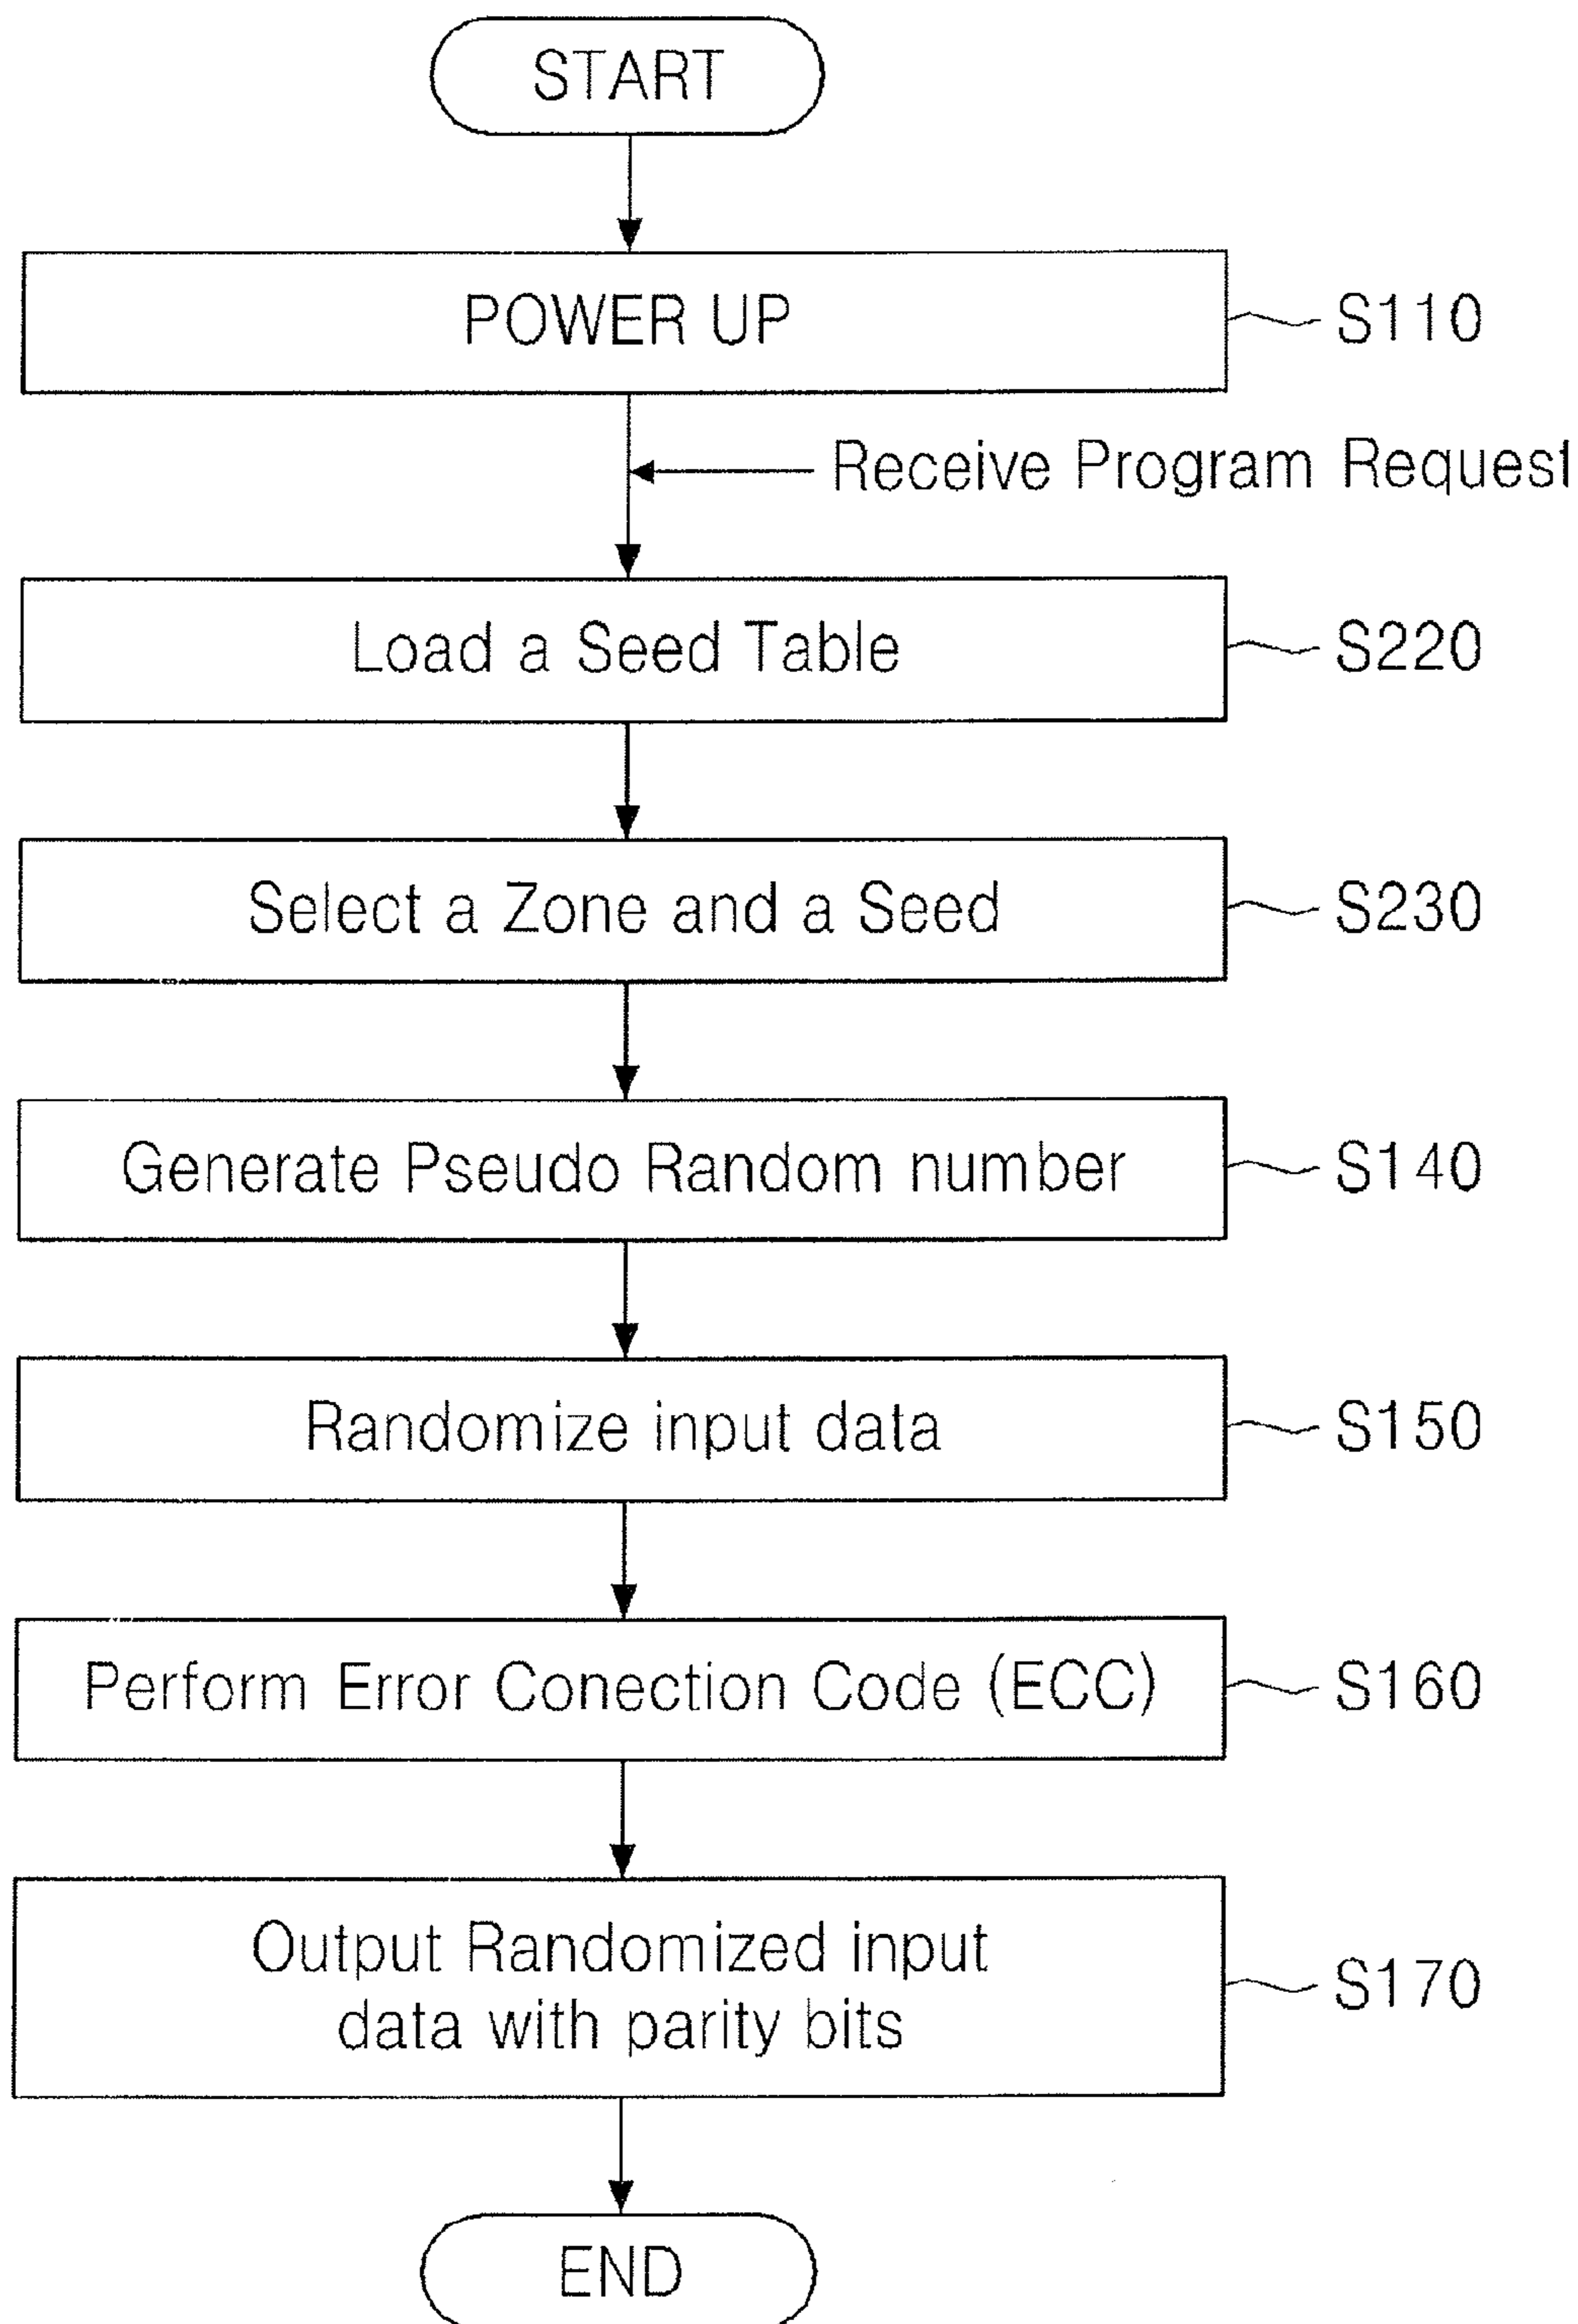 START
POWER UP
S110
Receive Program Request
Load a Seed Table
S220
Select a Zone and a Seed
S230
Generate Pseudo Random number
S140
Randomize input data
S150
Perform Error Conection Code (ECC)
S160
Output Randomized input
data with parity bits
S170
END